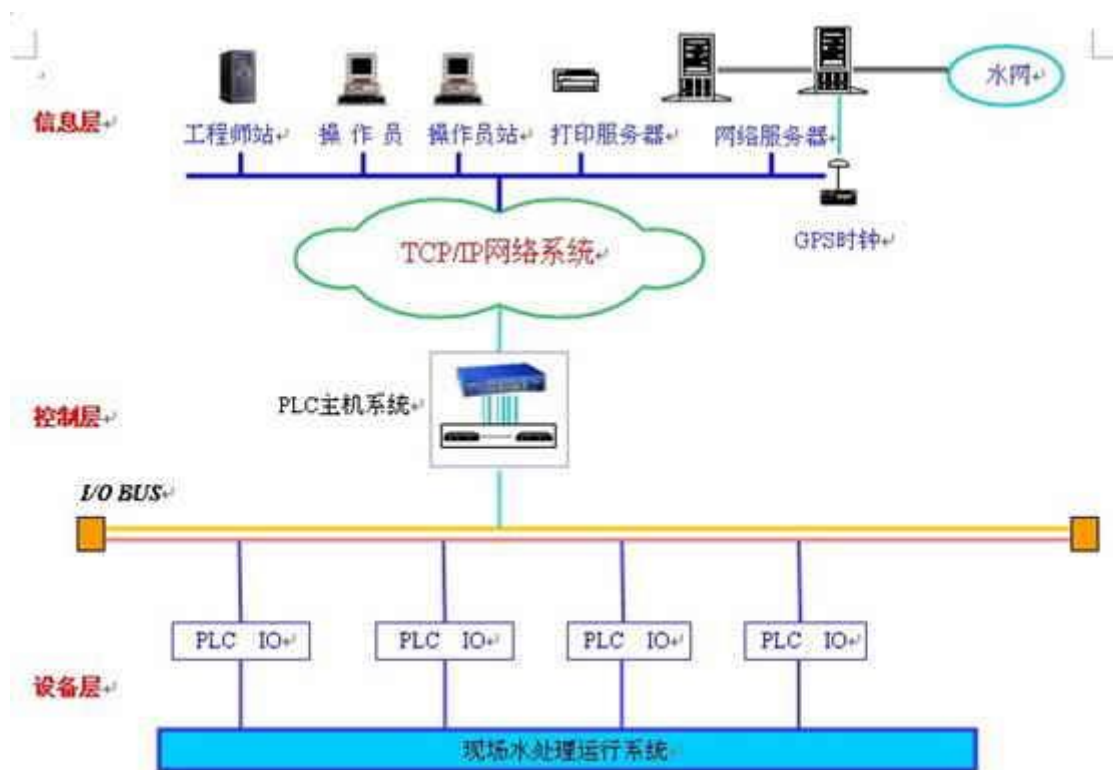 水网
信息层
工程师站
操 作 员
操作员站
打印服务器
网络服务器
GPS时钟
TCP/IP网络系统
PLC主机系统
控制层
I/O BUS
PLC IO
PLC IO
PLC IO
PLC IO
设备层
现场水处理运行系统